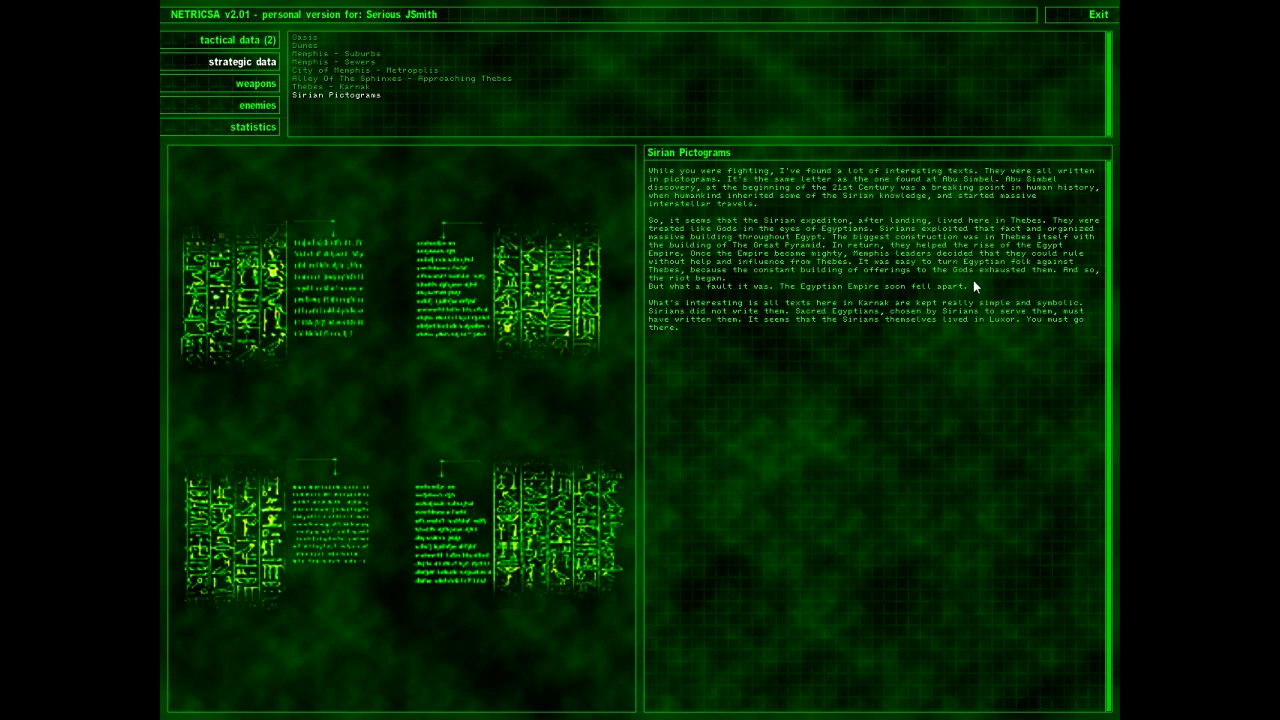 NETRICSA v2.01 - personal version for: Serious JSmith
Exit
tactical data (2)
strategic data
weapons
enemies
statistics
Oasis
Dunes
Memphis - Suburbs
Memphis - Sewers
City of Memphis - Metropolis
Alley Of The Sphinxes - Approaching Thebes
Thebes - Karnak
Sirian Pictograms
Sirian Pictograms
While you were fighting, I've found a lot of interesting texts. They were all written
in pictograms. It's the same letter as the one found at Abu Simbel. Abu Simbel
discovery, at the beginning of the 21st Century was a breaking point in human history,
when humankind inherited some of the Sirian knowledge, and started massive
interstellar travels.
So, it seems that the Sirian expediton, after landing, lived here in Thebes. They were
treated like Gods in the eyes of Egyptians. Sirians exploited that fact and organized
massive building throughout Egypt. The biggest construction was in Thebes itself with
the building of The Great Pyramid. In return, they helped the rise of the Egypt
Empire. Once the Empire became mighty, Memphis leaders decided that they could rule
without help and influence from Thebes. It was easy to turn Egyptian folk against
Thebes, because the constant building of offerings to the Gods exhausted them. And so,
the riot began.
But what a fault it was. The Egyptian Empire soon fell apart.
What's interesting is all texts here in Karnak are kept really simple and symbolic.
Sirians did not write them. Sacred Egyptians, chosen by Sirians to serve them, must
have written them. It seems that the Sirians themselves lived in Luxor. You must go
there.